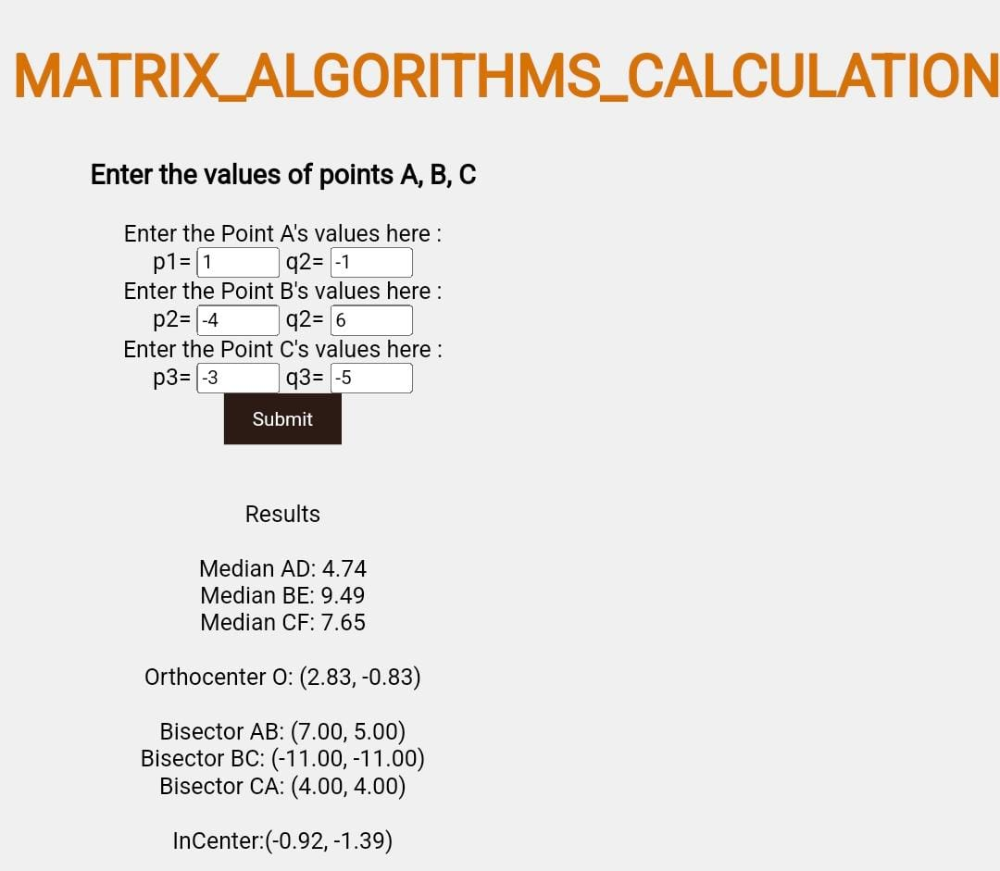 MATRIX_ALGORITHMS_CALCULATION
Enter the values of points A, B, C
Enter the Point A's values here :
p1= 1 q2= -1
Enter the Point B's values here :
p2= -4 q2= 6
Enter the Point C's values here :
p3= -3 q3= -5
Submit
Results
Median AD: 4.74
Median BE: 9.49
Median CF: 7.65
Orthocenter O: (2.83, -0.83)
Bisector AB: (7.00, 5.00)
Bisector BC: (-11.00, -11.00)
Bisector CA: (4.00, 4.00)
InCenter:(-0.92, -1.39)